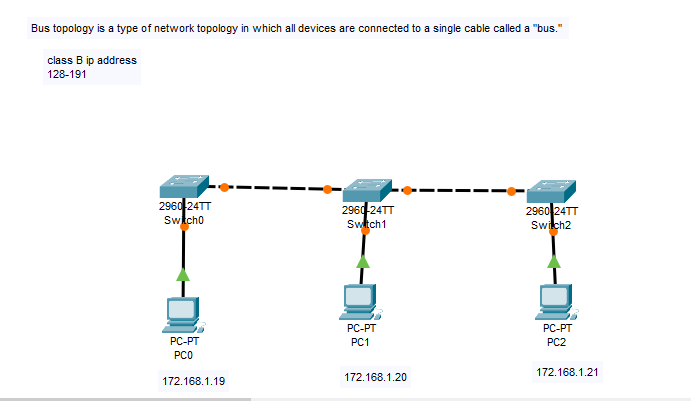 Bus topology is a type of network topology in which all devices are connected to a single cable called a "bus."
class B ip address
128-191
2960-24TT
Switch0
2960-24TT
Switch1
2960-24TT
Switch2
PC-PT
PC0
PC-PT
PC1
PC-PT
PC2
172.168.1.19
172.168.1.20
172.168.1.21